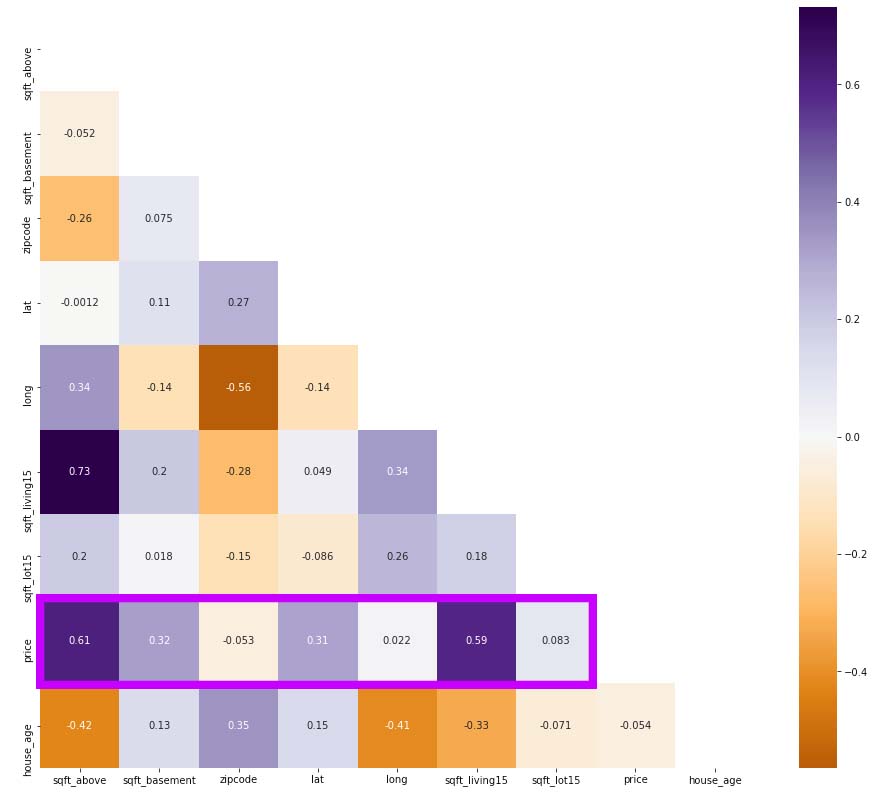 sqft_above
sqft_basement -0.052
zipcode -0.26 0.075
lat -0.0012 0.11 0.27
long 0.34 -0.14 -0.56 -0.14
sqft_living15 0.73 0.2 -0.28 0.049 0.34
sqft_lot15 0.2 0.018 -0.15 -0.086 0.26 0.18
price 0.61 0.32 -0.053 0.31 0.022 0.59 0.083
house_age -0.42 0.13 0.35 0.15 -0.41 -0.33 -0.071 -0.054
sqft_above sqft_basement zipcode lat long sqft_living15 sqft_lot15 price house_age
0.6
0.4
0.2
0.0
−0.2
−0.4